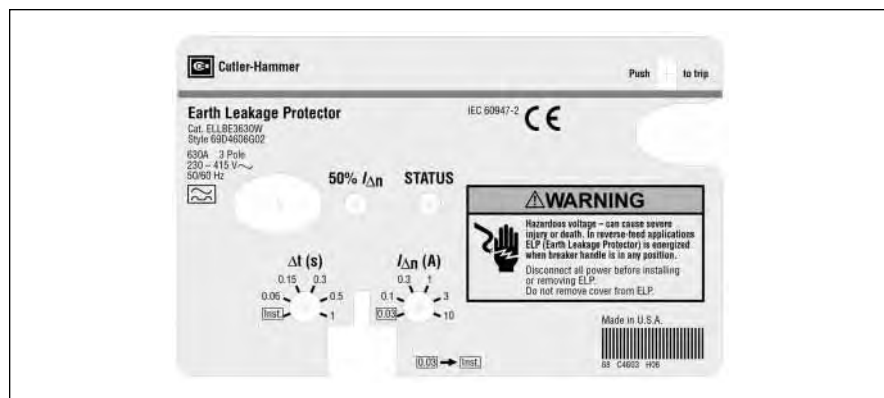 Cutler-Hammer
Push to trip
Earth Leakage Protector
Cat. ELLBE3630W
Style 69D4606G02
630A 3 Pole
230 – 415 V~
50/60 Hz
IEC 60947-2 CE
50% I∆n STATUS
⚠WARNING
Hazardous voltage – can cause severe
injury or death. In reverse-feed applications
ELP (Earth Leakage Protector) is energized
when breaker handle is in any position.
Disconnect all power before installing
or removing ELP.
Do not remove cover from ELP.
∆t (s)
0.15 0.3
0.06 0.5
Inst. 1
I∆n (A)
0.3 1
0.1 3
0.03 10
0.03 → Inst.
Made in U.S.A.